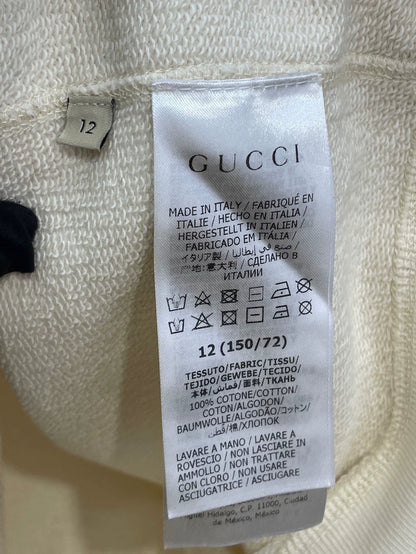 12
GUCCI
MADE IN ITALY / FABRIQUÉ EN
ITALIE / HECHO EN ITALIA /
HERGESTELLT IN ITALIEN /
FABRICADO EM ITÁLIA /
イタリア製 / صنع في إيطاليا /
产地:意大利 / СДЕЛАНО В
ИТАЛИИ
12 (150/72)
TESSUTO/FABRIC/TISSU/
TEJIDO/GEWEBE/TECIDO/
本体/قماش/面料/ТКАНЬ
100% COTONE/COTTON/
COTON/ALGODON/
BAUMWOLLE/ALGODÃO/コットン/
قطن/棉/ХЛОПОК
LAVARE A MANO / LAVARE A
ROVESCIO / NON LASCIARE IN
AMMOLLO / NON TRATTARE
CON CLORO / NON USARE
ASCIUGATRICE / ASCIUGARE
Miguel Hidalgo, C.P. 11000, Ciudad
de México, México.